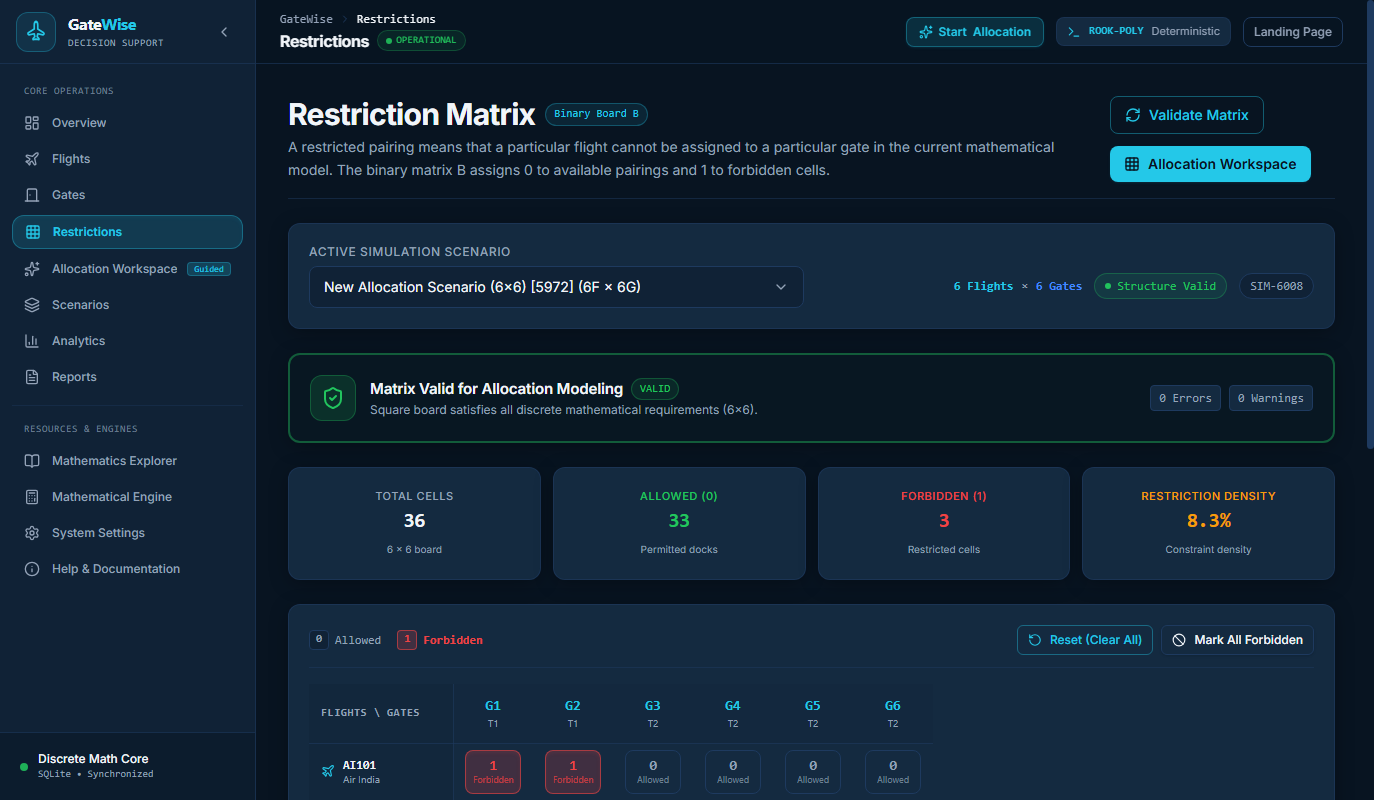 GateWise
DECISION SUPPORT
CORE OPERATIONS
Overview
Flights
Gates
Restrictions
Allocation Workspace Guided
Scenarios
Analytics
Reports
RESOURCES & ENGINES
Mathematics Explorer
Mathematical Engine
System Settings
Help & Documentation
Discrete Math Core
SQLite • Synchronized
GateWise > Restrictions
Restrictions OPERATIONAL
Start Allocation
ROOK-POLY Deterministic
Landing Page
Restriction Matrix Binary Board B
A restricted pairing means that a particular flight cannot be assigned to a particular gate in the current mathematical
model. The binary matrix B assigns 0 to available pairings and 1 to forbidden cells.
Validate Matrix
Allocation Workspace
ACTIVE SIMULATION SCENARIO
New Allocation Scenario (6×6) [5972] (6F × 6G)
6 Flights × 6 Gates Structure Valid SIM-6008
Matrix Valid for Allocation Modeling VALID
Square board satisfies all discrete mathematical requirements (6×6).
0 Errors 0 Warnings
TOTAL CELLS
36
6 × 6 board
ALLOWED (0)
33
Permitted docks
FORBIDDEN (1)
3
Restricted cells
RESTRICTION DENSITY
8.3%
Constraint density
0 Allowed 1 Forbidden
Reset (Clear All) Mark All Forbidden
FLIGHTS \ GATES
G1 G2 G3 G4 G5 G6
T1 T1 T2 T2 T2 T2
AI101 1 1 0 0 0 0
Air India Forbidden Forbidden Allowed Allowed Allowed Allowed